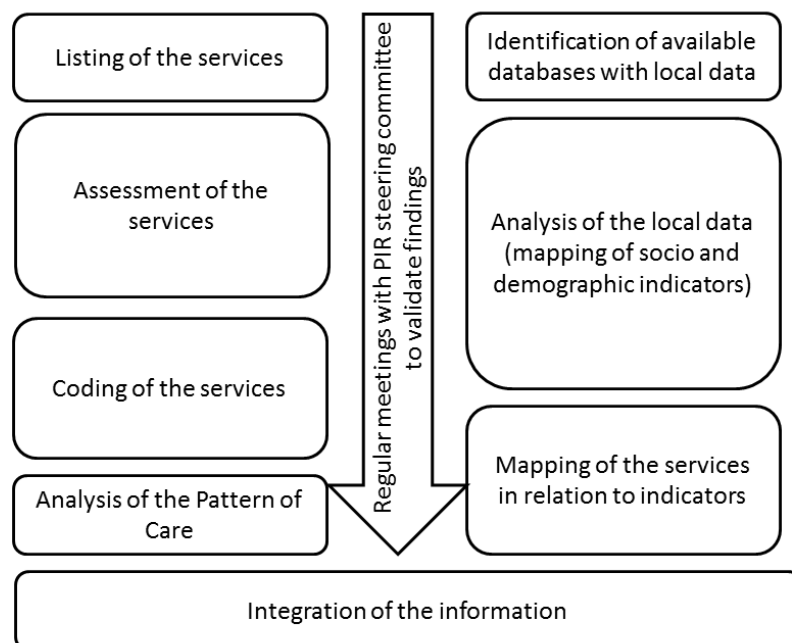 Listing of the services
Assessment of the
services
Coding of the services
Analysis of the Pattern of
Care
Regular meetings with PIR steering committee
to validate findings
Identification of available
databases with local data
Analysis of the local data
(mapping of socio and
demographic indicators)
Mapping of the services
in relation to indicators
Integration of the information